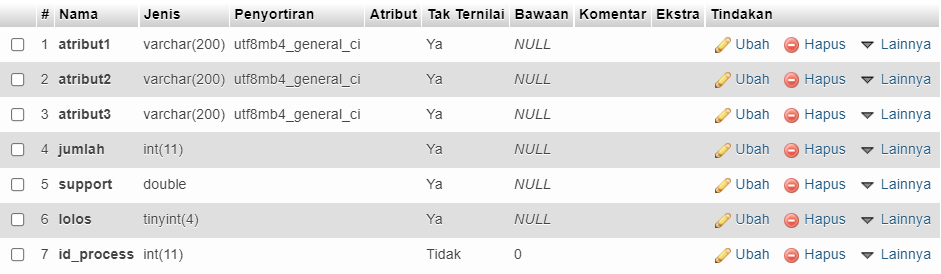 # Nama Jenis Penyortiran Atribut Tak Ternilai Bawaan Komentar Ekstra Tindakan
1 atribut1 varchar(200) utf8mb4_general_ci Ya NULL Ubah Hapus Lainnya
2 atribut2 varchar(200) utf8mb4_general_ci Ya NULL Ubah Hapus Lainnya
3 atribut3 varchar(200) utf8mb4_general_ci Ya NULL Ubah Hapus Lainnya
4 jumlah int(11) Ya NULL Ubah Hapus Lainnya
5 support double Ya NULL Ubah Hapus Lainnya
6 lolos tinyint(4) Ya NULL Ubah Hapus Lainnya
7 id_process int(11) Tidak 0 Ubah Hapus Lainnya